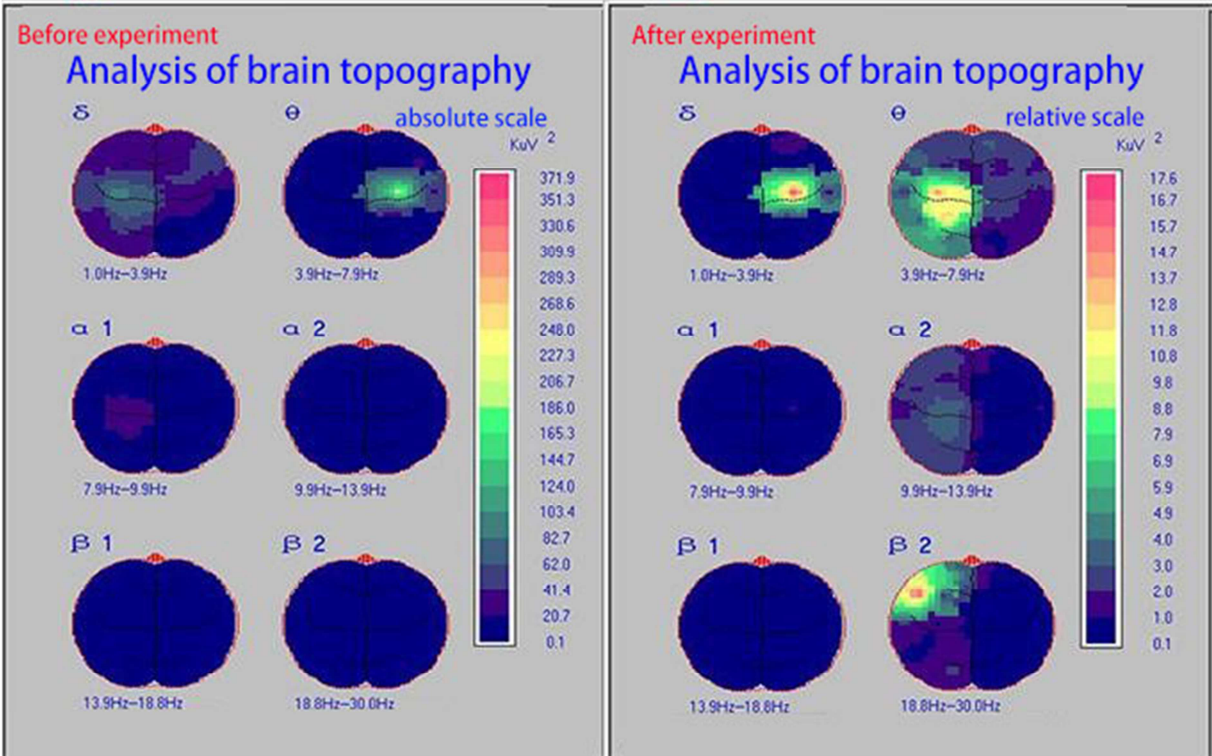 Before experiment
Analysis of brain topography
δ
θ
absolute scale
KuV 2
371.9
351.3
330.6
309.9
289.3
268.6
248.0
227.3
206.7
186.0
165.3
144.7
124.0
103.4
82.7
62.0
41.4
20.7
0.1
1.0Hz–3.9Hz
3.9Hz–7.9Hz
α 1
α 2
7.9Hz–9.9Hz
9.9Hz–13.9Hz
β 1
β 2
13.9Hz–18.8Hz
18.8Hz–30.0Hz
After experiment
Analysis of brain topography
δ
θ
relative scale
KuV 2
17.6
16.7
15.7
14.7
13.7
12.8
11.8
10.8
9.8
8.8
7.9
6.9
5.9
4.9
4.0
3.0
2.0
1.0
0.1
1.0Hz–3.9Hz
3.9Hz–7.9Hz
α 1
α 2
7.9Hz–9.9Hz
9.9Hz–13.9Hz
β 1
β 2
13.9Hz–18.8Hz
18.8Hz–30.0Hz